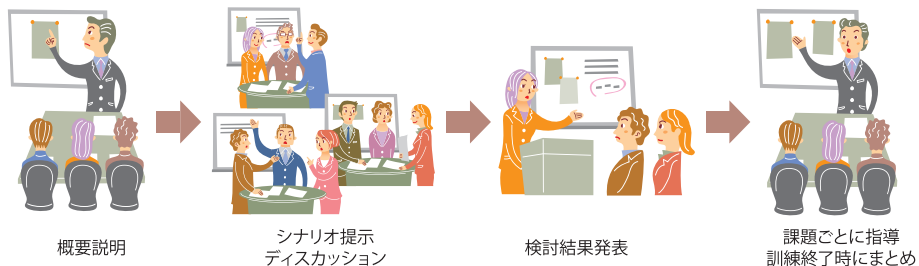 概要説明
シナリオ提示
ディスカッション
検討結果発表
課題ごとに指導
訓練終了時にまとめ